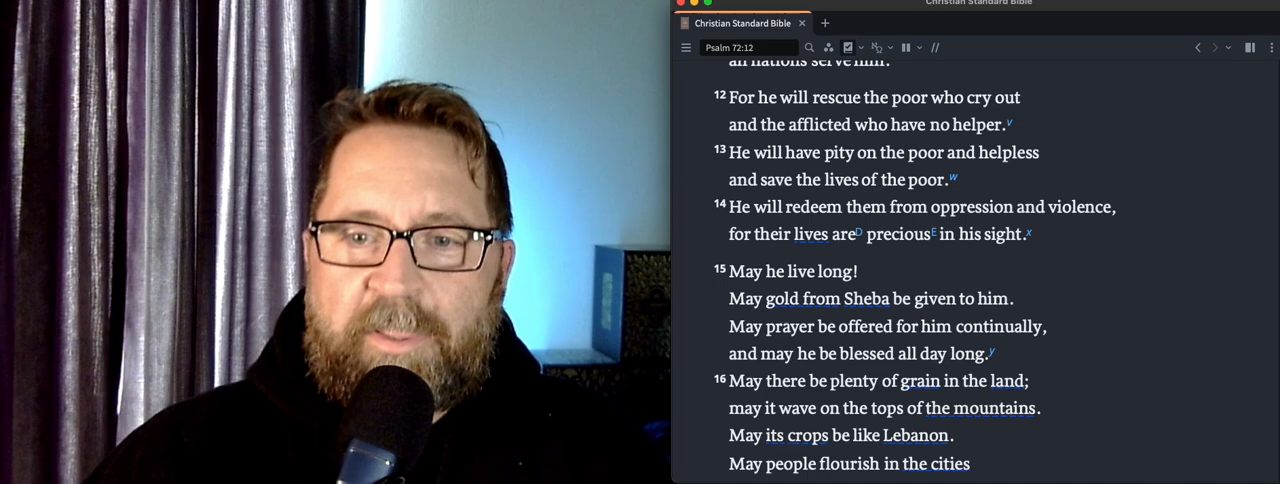 Christian Standard Bible
Christian Standard Bible
Psalm 72:12
all nations serve him.
12 For he will rescue the poor who cry out
and the afflicted who have no helper.v
13 He will have pity on the poor and helpless
and save the lives of the poor.w
14 He will redeem them from oppression and violence,
for their lives areD preciousE in his sight.x
15 May he live long!
May gold from Sheba be given to him.
May prayer be offered for him continually,
and may he be blessed all day long.y
16 May there be plenty of grain in the land;
may it wave on the tops of the mountains.
May its crops be like Lebanon.
May people flourish in the cities